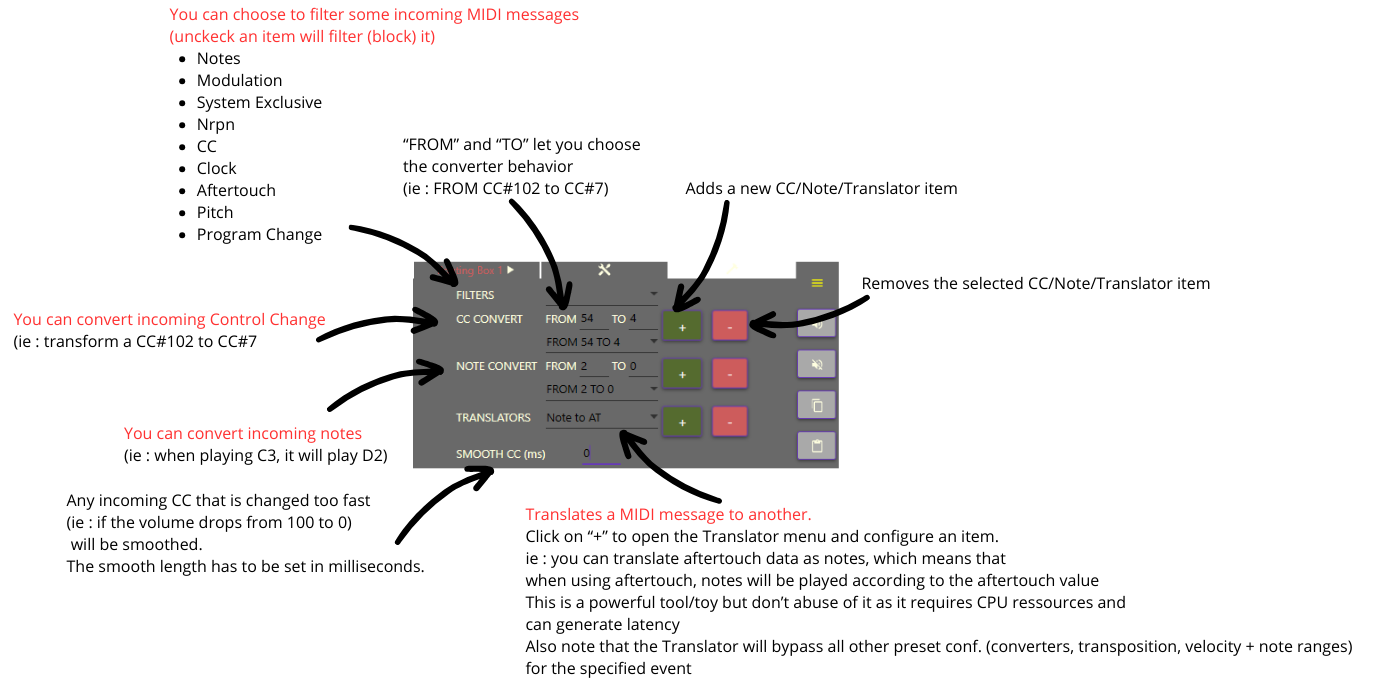 You can choose to filter some incoming MIDI messages
(unckeck an item will filter (block) it)
• Notes
• Modulation
• System Exclusive
• Nrpn
• CC
• Clock
• Aftertouch
• Pitch
• Program Change
“FROM” and “TO” let you choose
the converter behavior
(ie : FROM CC#102 to CC#7)
Adds a new CC/Note/Translator item
Removes the selected CC/Note/Translator item
You can convert incoming Control Change
(ie : transform a CC#102 to CC#7
You can convert incoming notes
(ie : when playing C3, it will play D2)
Any incoming CC that is changed too fast
(ie : if the volume drops from 100 to 0)
will be smoothed.
The smooth length has to be set in milliseconds.
Box 1
FILTERS
CC CONVERT FROM 54 TO 4 + -
FROM 54 TO 4
NOTE CONVERT FROM 2 TO 0 + -
FROM 2 TO 0
TRANSLATORS Note to AT + -
SMOOTH CC (ms) 0
Translates a MIDI message to another.
Click on “+” to open the Translator menu and configure an item.
ie : you can translate aftertouch data as notes, which means that
when using aftertouch, notes will be played according to the aftertouch value
This is a powerful tool/toy but don’t abuse of it as it requires CPU ressources and
can generate latency
Also note that the Translator will bypass all other preset conf. (converters, transposition, velocity + note ranges)
for the specified event